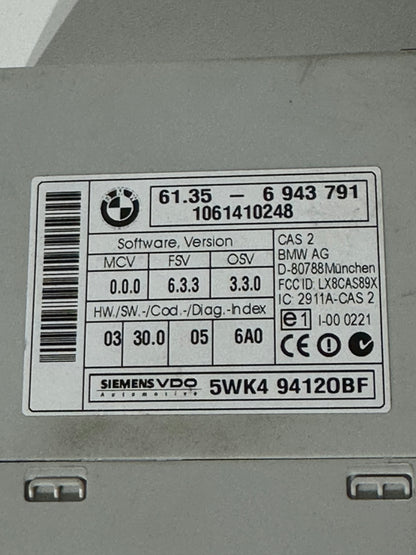 BMW
61.35 - 6 943 791
1061410248
Software, Version
MCV FSV OSV
0.0.0 6.3.3 3.3.0
HW./SW.-/Cod.-/Diag.-Index
03 30.0 05 6A0
CAS 2
BMW AG
D-80788München
FCC ID: LX8CAS89X
IC: 2911A-CAS 2
e1 I-00 0221
CE
SIEMENS VDO
Automotive
5WK4 94120BF